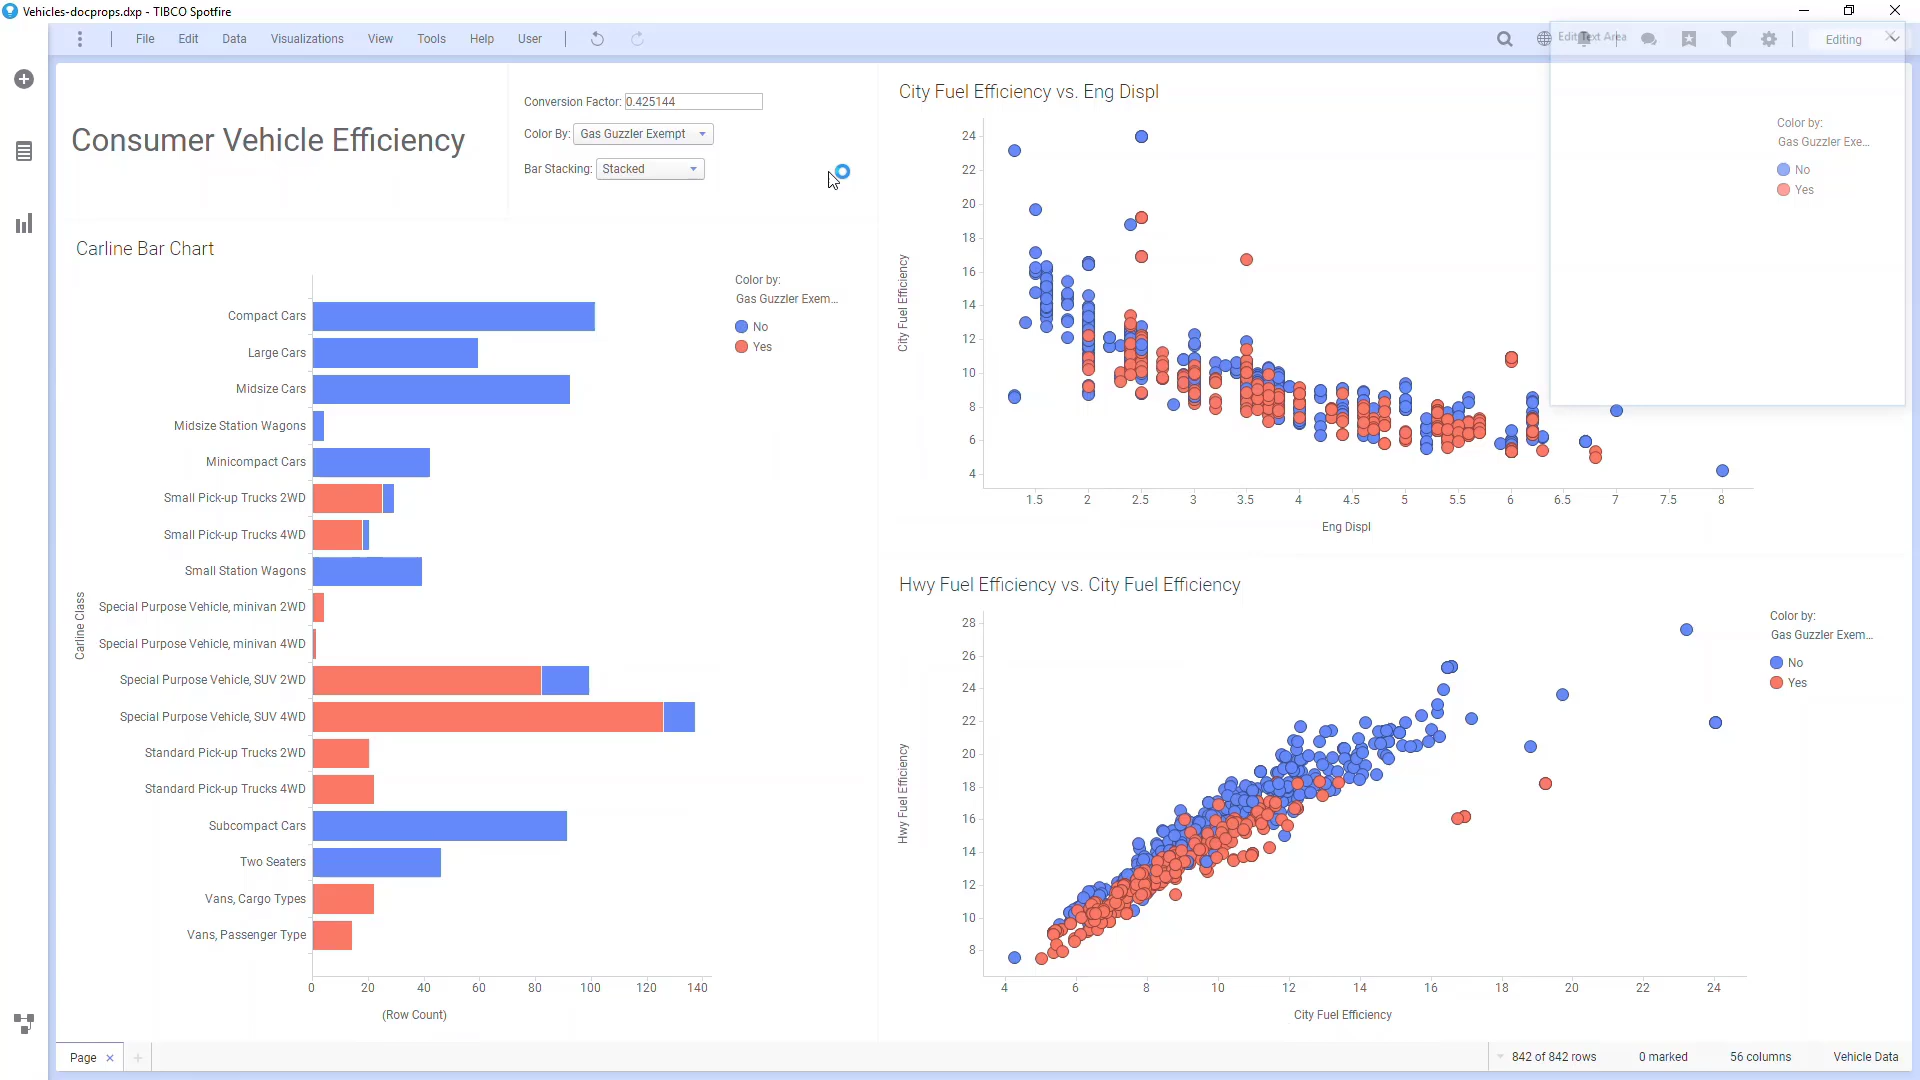 Vehicles-docprops.dxp - TIBCO Spotfire
File Edit Data Visualizations View Tools Help User
Edit Text Area
Editing
Consumer Vehicle Efficiency
Conversion Factor: 0.425144
Color By: Gas Guzzler Exempt
Bar Stacking: Stacked
Carline Bar Chart
Color by:
Gas Guzzler Exem...
No
Yes
Carline Class
Compact Cars
Large Cars
Midsize Cars
Midsize Station Wagons
Minicompact Cars
Small Pick-up Trucks 2WD
Small Pick-up Trucks 4WD
Small Station Wagons
Special Purpose Vehicle, minivan 2WD
Special Purpose Vehicle, minivan 4WD
Special Purpose Vehicle, SUV 2WD
Special Purpose Vehicle, SUV 4WD
Standard Pick-up Trucks 2WD
Standard Pick-up Trucks 4WD
Subcompact Cars
Two Seaters
Vans, Cargo Types
Vans, Passenger Type
0 20 40 60 80 100 120 140
(Row Count)
City Fuel Efficiency vs. Eng Displ
Color by:
Gas Guzzler Exe...
No
Yes
City Fuel Efficiency
24
22
20
18
16
14
12
10
8
6
4
1.5 2 2.5 3 3.5 4 4.5 5 5.5 6 6.5 7 7.5 8
Eng Displ
Hwy Fuel Efficiency vs. City Fuel Efficiency
Color by:
Gas Guzzler Exem...
No
Yes
Hwy Fuel Efficiency
28
26
24
22
20
18
16
14
12
10
8
4 6 8 10 12 14 16 18 20 22 24
City Fuel Efficiency
Page
842 of 842 rows 0 marked 56 columns Vehicle Data